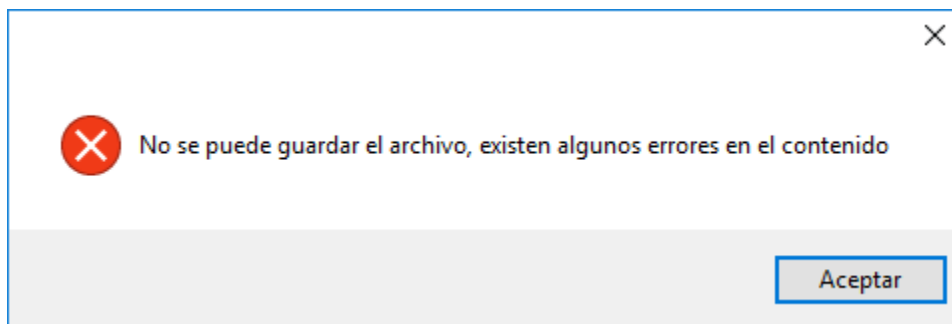 No se puede guardar el archivo, existen algunos errores en el contenido
Aceptar